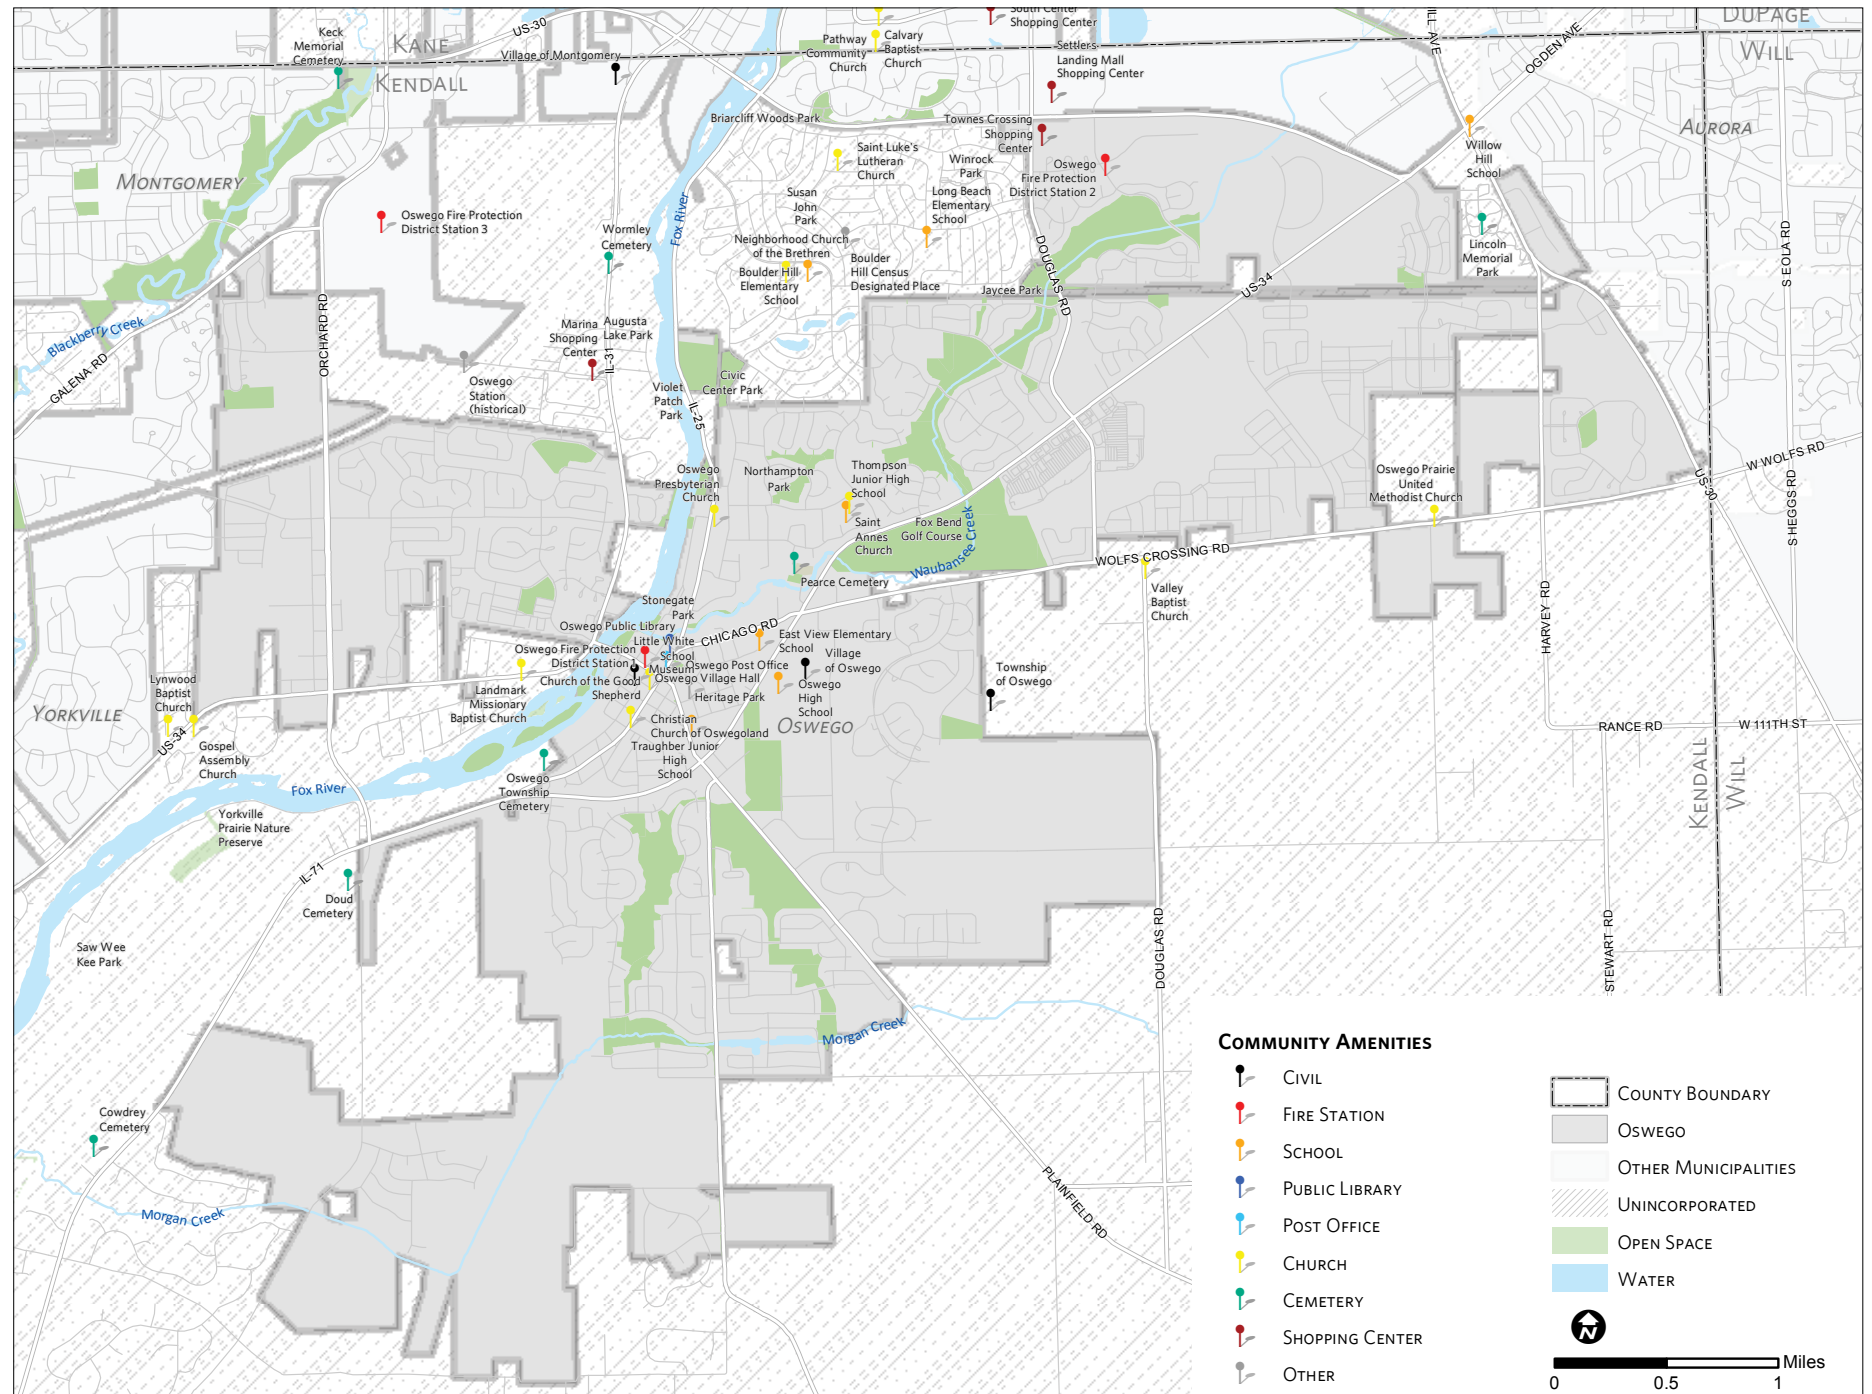 Keck
Memorial
Cemetery
KANE
KENDALL
US-30
Village of Montgomery
Pathway
Community
Church
Calvary
Baptist
Church
South Center
Shopping Center
Settlers
Landing Mall
Shopping Center
OGDEN AVE
DUPAGE
WILL
AURORA
MONTGOMERY
Briarcliff Woods Park
Townes Crossing
Shopping
Center
Saint Luke's
Lutheran
Church
Winrock
Park
Oswego
Fire Protection
District Station 2
Willow
Hill
School
Susan
John
Park
Long Beach
Elementary
School
Oswego Fire Protection
District Station 3
Wormley
Cemetery
Fox River
Neighborhood Church
of the Brethren
Boulder Hill
Elementary
School
Boulder
Hill Census
Designated Place
Lincoln
Memorial
Park
S EOLA RD
DOUGLAS RD
US-34
Jaycee Park
Blackberry Creek
GALENA RD
ORCHARD RD
Marina
Shopping
Center
Augusta
Lake Park
IL-31
Oswego
Station
(historical)
Violet
Patch
Park
Civic
Center Park
IL-25
Oswego
Presbyterian
Church
Northampton
Park
Thompson
Junior High
School
Saint
Annes
Church
Fox Bend
Golf Course
Waubansee Creek
Oswego Prairie
United
Methodist Church
W WOLFS RD
US-30
S HEGGS RD
WOLFS CROSSING RD
Pearce Cemetery
Valley
Baptist
Church
HARVEY RD
Stonegate
Park
Oswego Public Library
CHICAGO RD
Little White
School
Museum
East View Elementary
School
Village
of Oswego
Oswego Fire Protection
District Station 1
Oswego Post Office
Oswego Village Hall
Church of the Good
Shepherd
Heritage Park
Oswego
High
School
Township
of Oswego
Lynwood
Baptist
Church
Landmark
Missionary
Baptist Church
Christian
Church of Oswegoland
Traughber Junior
High
School
OSWEGO
YORKVILLE
US-34
Gospel
Assembly
Church
RANCE RD
W 111TH ST
KENDALL
WILL
Oswego
Township
Cemetery
Fox River
Yorkville
Prairie Nature
Preserve
IL-71
Doud
Cemetery
Saw Wee
Kee Park
DOUGLAS RD
STEWART RD
Morgan Creek
Cowdrey
Cemetery
Morgan Creek
PLAINFIELD RD
COMMUNITY AMENITIES
CIVIL
FIRE STATION
SCHOOL
PUBLIC LIBRARY
POST OFFICE
CHURCH
CEMETERY
SHOPPING CENTER
OTHER
COUNTY BOUNDARY
OSWEGO
OTHER MUNICIPALITIES
UNINCORPORATED
OPEN SPACE
WATER
N
Miles
0 0.5 1